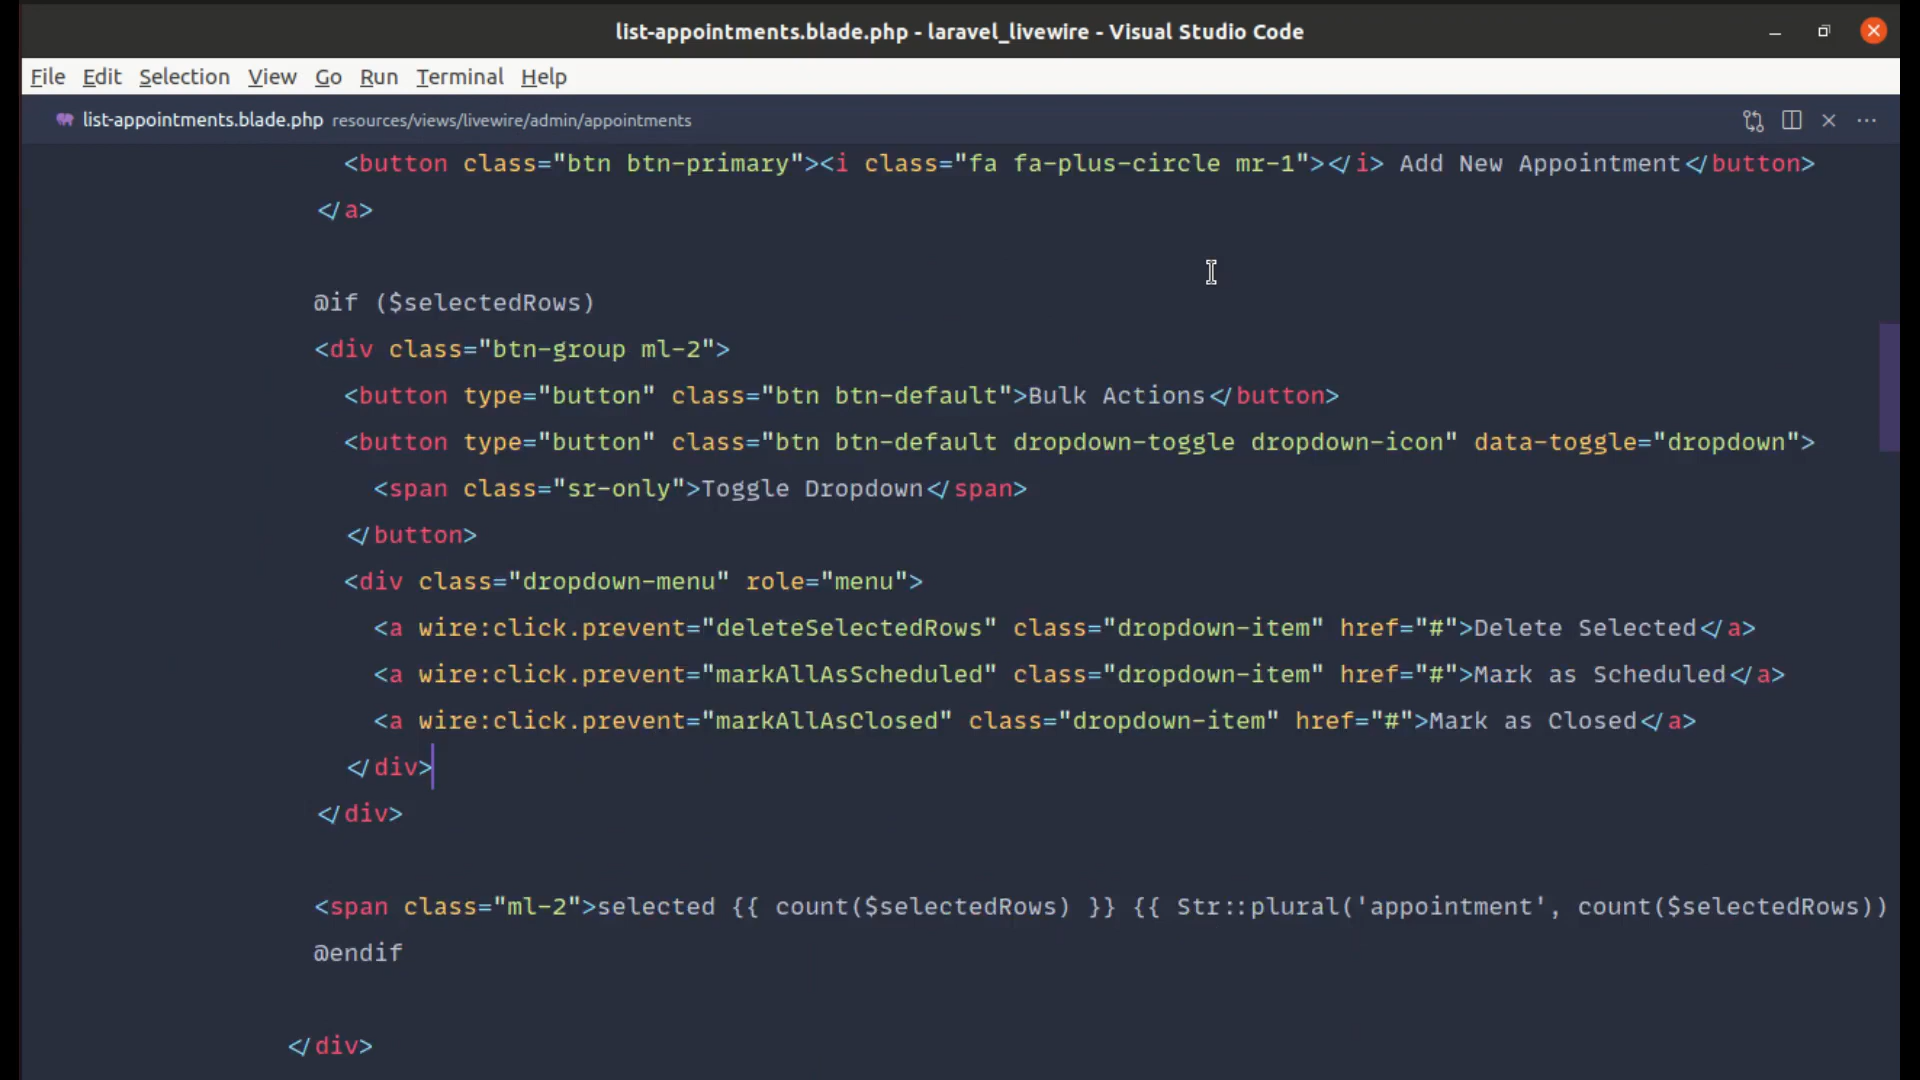 list-appointments.blade.php - laravel_livewire - Visual Studio Code
File Edit Selection View Go Run Terminal Help
list-appointments.blade.php resources/views/livewire/admin/appointments
<button class="btn btn-primary"><i class="fa fa-plus-circle mr-1"></i> Add New Appointment</button>
</a>
@if ($selectedRows)
<div class="btn-group ml-2">
<button type="button" class="btn btn-default">Bulk Actions</button>
<button type="button" class="btn btn-default dropdown-toggle dropdown-icon" data-toggle="dropdown">
<span class="sr-only">Toggle Dropdown</span>
</button>
<div class="dropdown-menu" role="menu">
<a wire:click.prevent="deleteSelectedRows" class="dropdown-item" href="#">Delete Selected</a>
<a wire:click.prevent="markAllAsScheduled" class="dropdown-item" href="#">Mark as Scheduled</a>
<a wire:click.prevent="markAllAsClosed" class="dropdown-item" href="#">Mark as Closed</a>
</div>
</div>
<span class="ml-2">selected {{ count($selectedRows) }} {{ Str::plural('appointment', count($selectedRows))
@endif
</div>